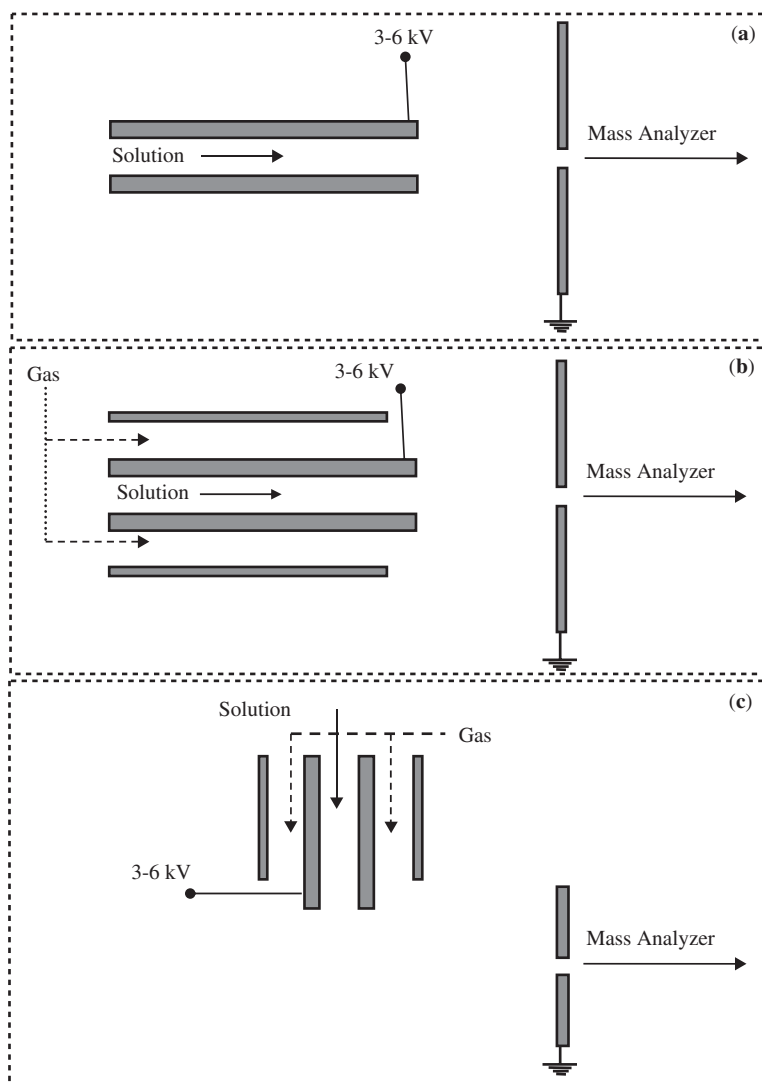 (a)
3-6 kV
Mass Analyzer
Solution
(b)
Gas
3-6 kV
Mass Analyzer
Solution
(c)
Solution
Gas
3-6 kV
Mass Analyzer